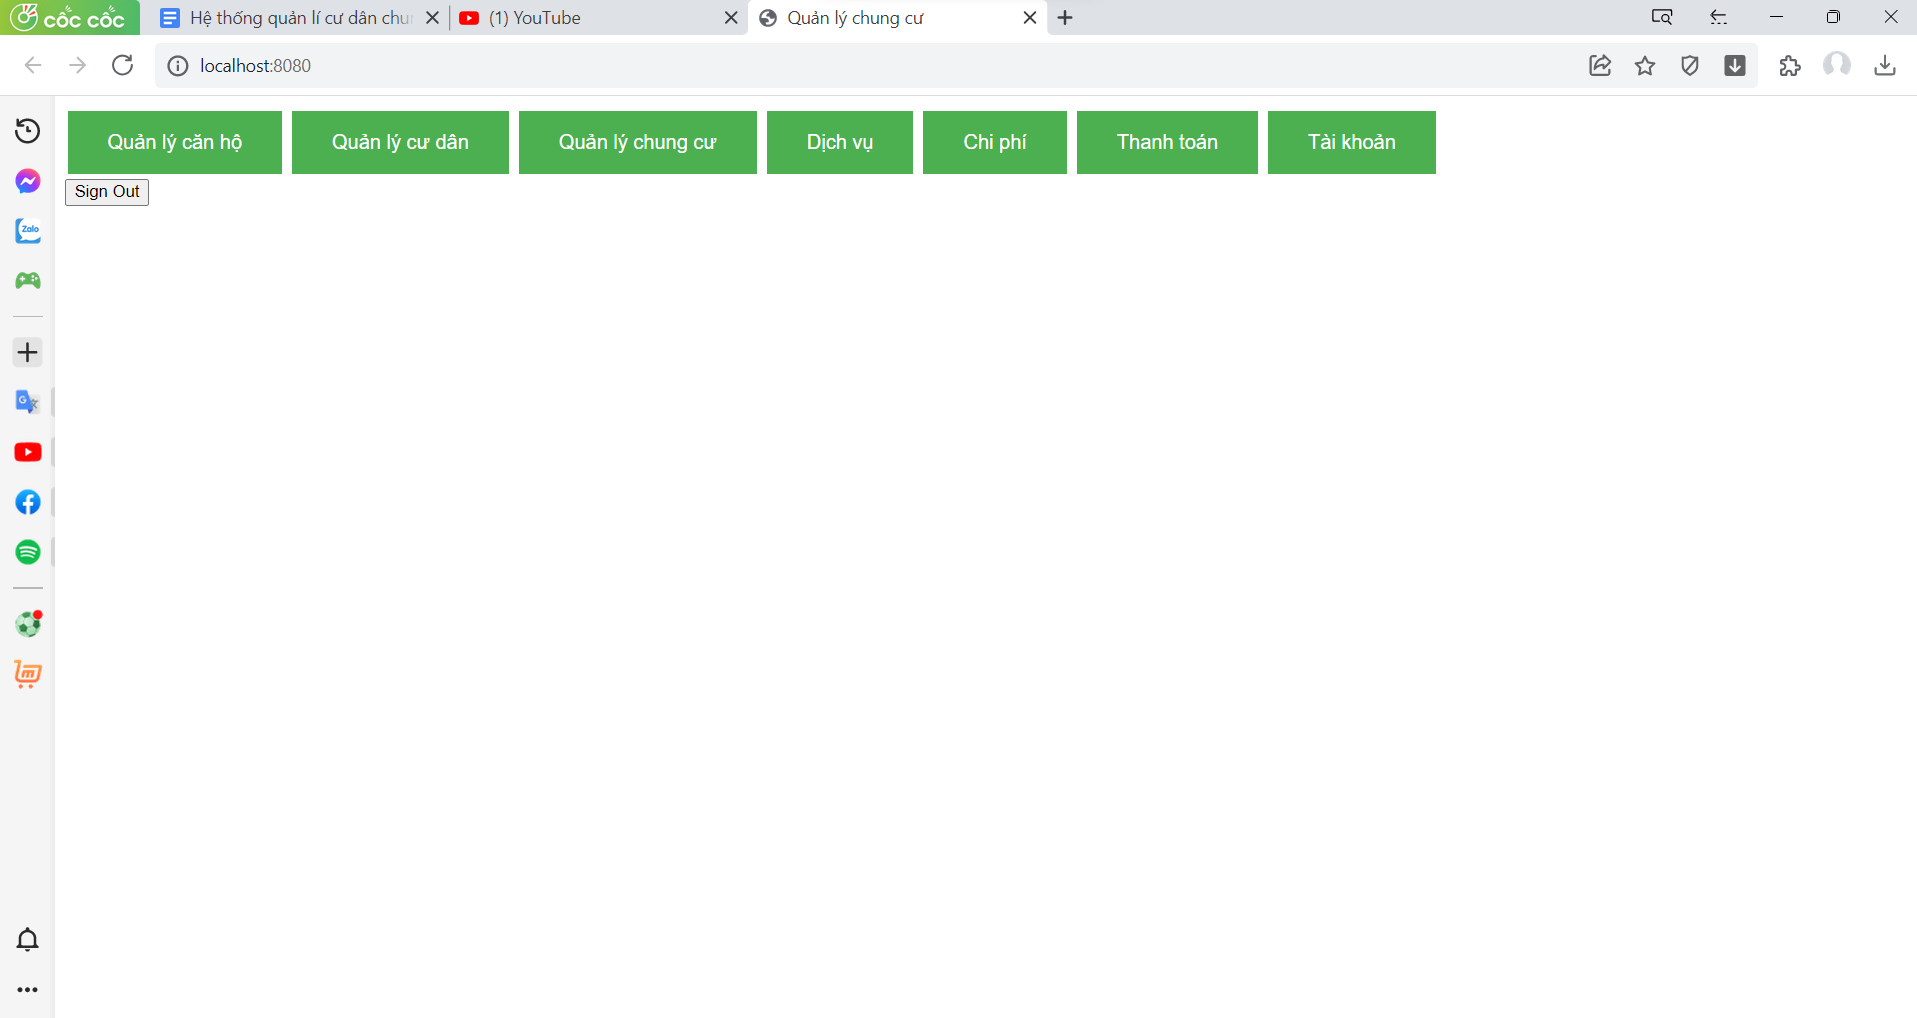 cốc cốc
Hệ thống quản lí cư dân chu
(1) YouTube
Quản lý chung cư
localhost:8080
Quản lý căn hộ
Quản lý cư dân
Quản lý chung cư
Dịch vụ
Chi phí
Thanh toán
Tài khoản
Sign Out
Zalo